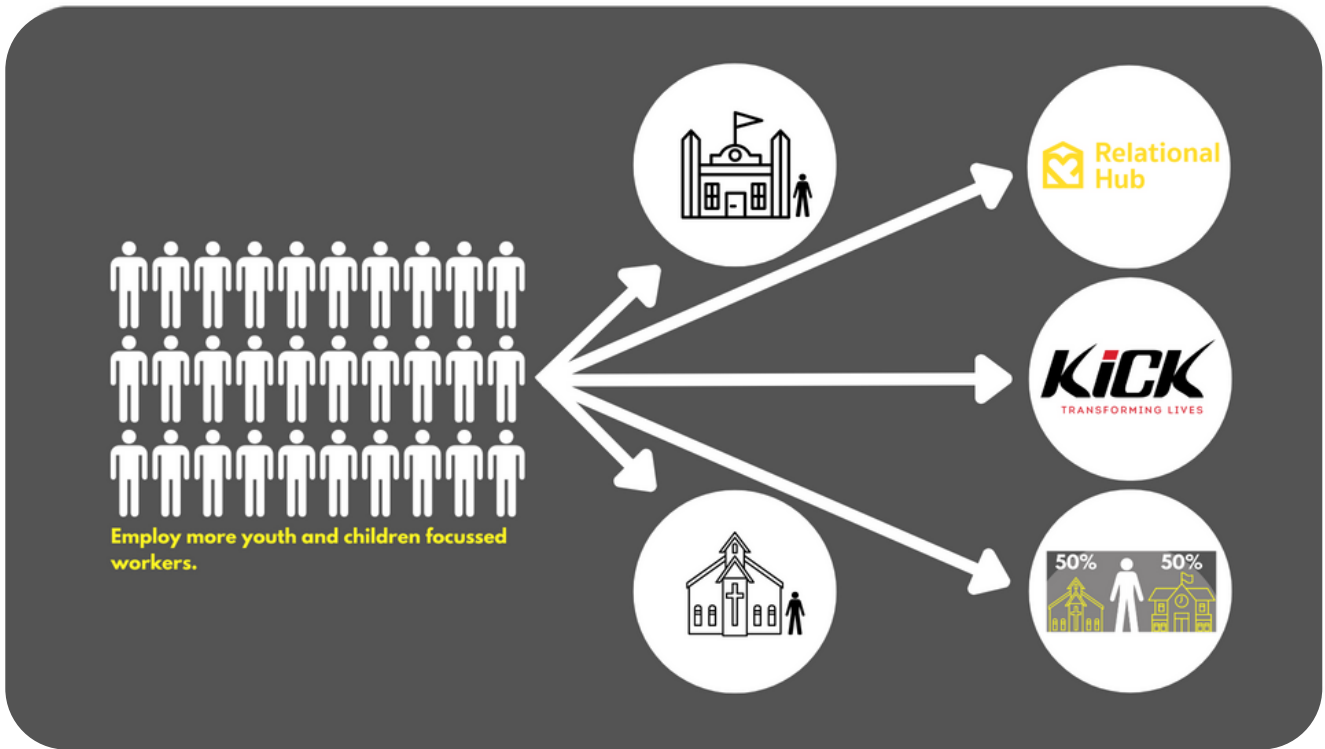 Employ more youth and children focussed
workers.
Relational
Hub
KiCK
TRANSFORMING LIVES
50% 50%